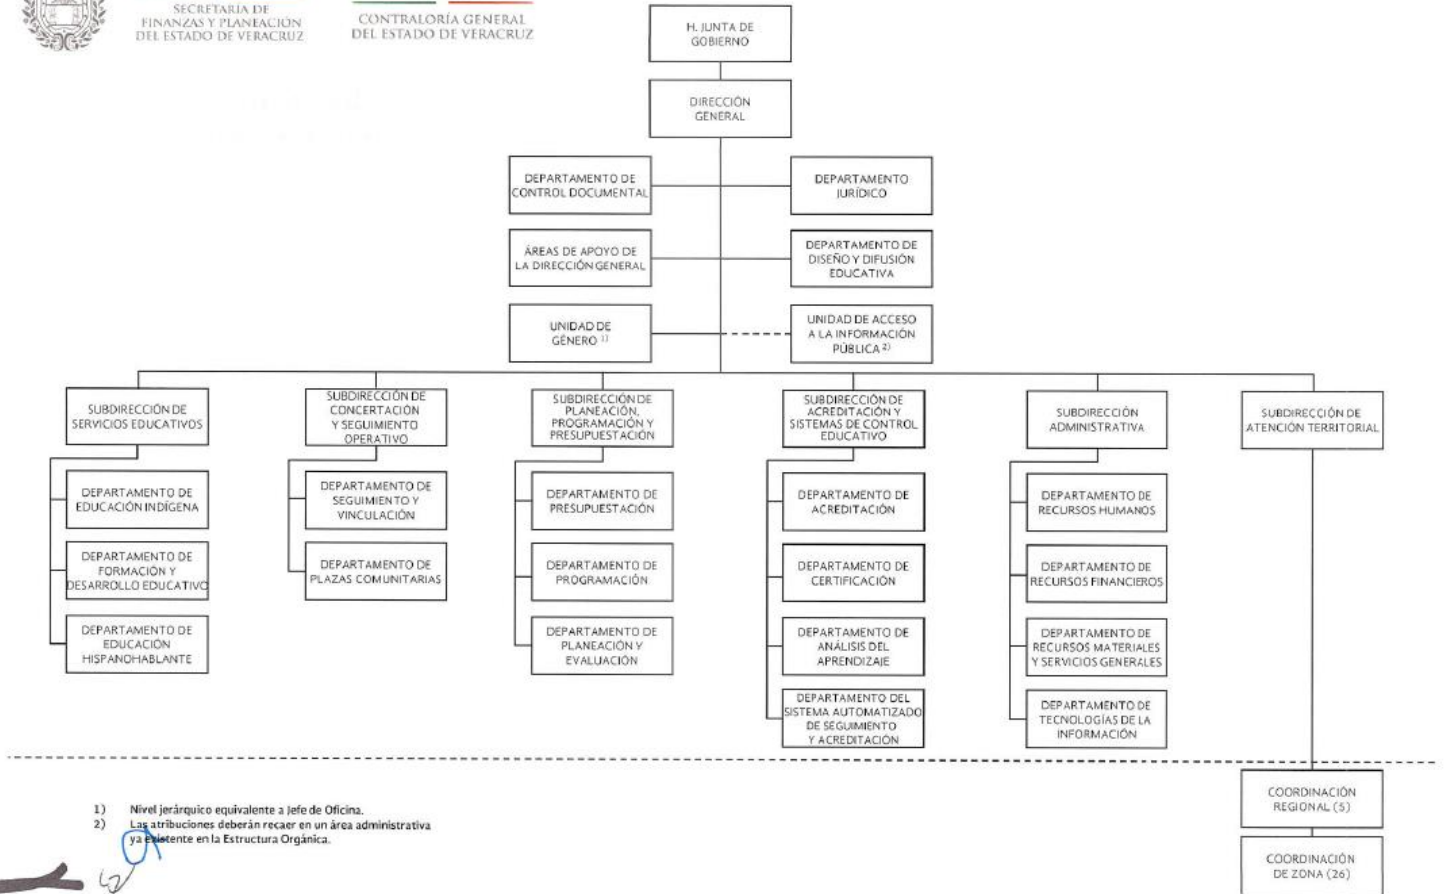 SECRETARÍA DE
FINANZAS Y PLANEACIÓN
DEL ESTADO DE VERACRUZ
CONTRALORÍA GENERAL
DEL ESTADO DE VERACRUZ
H. JUNTA DE
GOBIERNO
DIRECCIÓN
GENERAL
DEPARTAMENTO DE
CONTROL DOCUMENTAL
DEPARTAMENTO
JURÍDICO
ÁREAS DE APOYO DE
LA DIRECCIÓN GENERAL
DEPARTAMENTO DE
DISEÑO Y DIFUSIÓN
EDUCATIVA
UNIDAD DE
GÉNERO 1)
UNIDAD DE ACCESO
A LA INFORMACIÓN
PÚBLICA 2)
SUBDIRECCIÓN DE
SERVICIOS EDUCATIVOS
SUBDIRECCIÓN DE
CONCERTACIÓN
Y SEGUIMIENTO
OPERATIVO
SUBDIRECCIÓN DE
PLANEACIÓN,
PROGRAMACIÓN Y
PRESUPUESTACIÓN
SUBDIRECCIÓN DE
ACREDITACIÓN Y
SISTEMAS DE CONTROL
EDUCATIVO
SUBDIRECCIÓN
ADMINISTRATIVA
SUBDIRECCIÓN DE
ATENCIÓN TERRITORIAL
DEPARTAMENTO DE
EDUCACIÓN INDÍGENA
DEPARTAMENTO DE
SEGUIMIENTO Y
VINCULACIÓN
DEPARTAMENTO DE
PRESUPUESTACIÓN
DEPARTAMENTO DE
ACREDITACIÓN
DEPARTAMENTO DE
RECURSOS HUMANOS
DEPARTAMENTO DE
FORMACIÓN Y
DESARROLLO EDUCATIVO
DEPARTAMENTO DE
PLAZAS COMUNITARIAS
DEPARTAMENTO DE
PROGRAMACIÓN
DEPARTAMENTO DE
CERTIFICACIÓN
DEPARTAMENTO DE
RECURSOS FINANCIEROS
DEPARTAMENTO DE
EDUCACIÓN
HISPANOHABLANTE
DEPARTAMENTO DE
PLANEACIÓN Y
EVALUACIÓN
DEPARTAMENTO DE
ANÁLISIS DEL
APRENDIZAJE
DEPARTAMENTO DE
RECURSOS MATERIALES
Y SERVICIOS GENERALES
DEPARTAMENTO DEL
SISTEMA AUTOMATIZADO
DE SEGUIMIENTO
Y ACREDITACIÓN
DEPARTAMENTO DE
TECNOLOGÍAS DE LA
INFORMACIÓN
COORDINACIÓN
REGIONAL (5)
COORDINACIÓN
DE ZONA (26)
1) Nivel jerárquico equivalente a Jefe de Oficina.
2) Las atribuciones deberán recaer en un área administrativa
ya existente en la Estructura Orgánica.